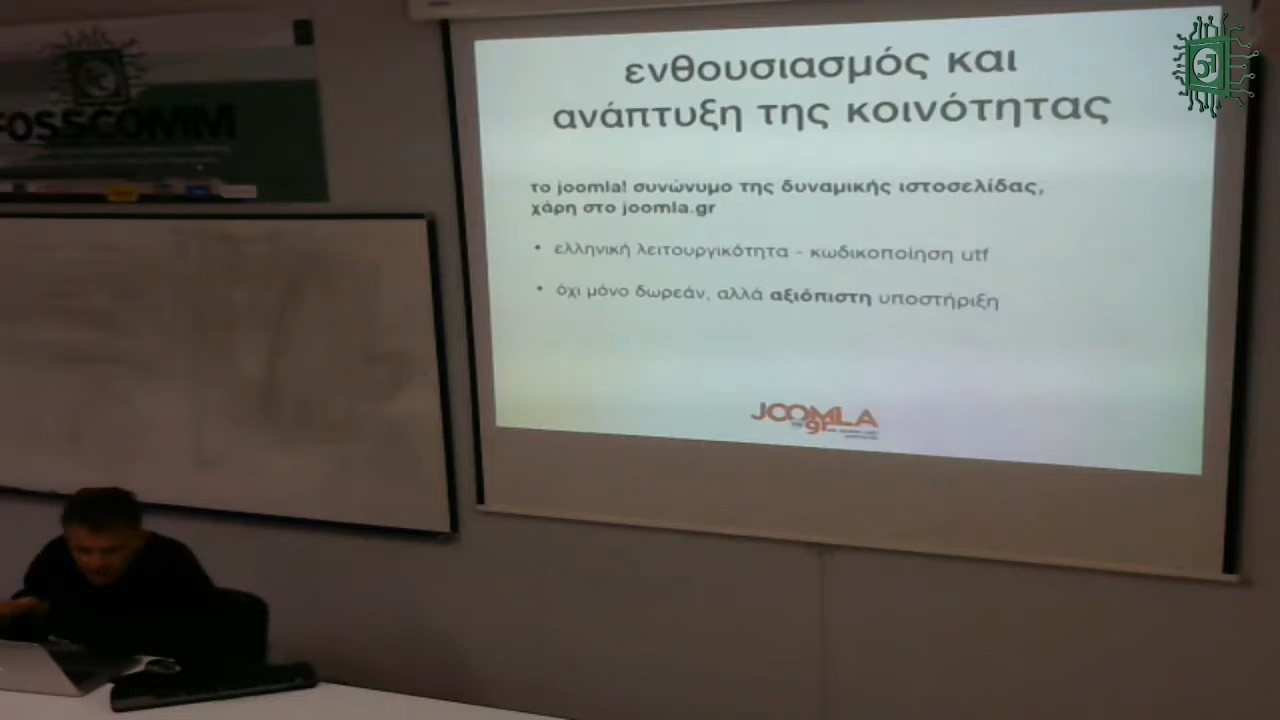 FOSSCOMM
ενθουσιασμός και
ανάπτυξη της κοινότητας
το joomla! συνώνυμο της δυναμικής ιστοσελίδας,
χάρη στο joomla.gr
• ελληνική λειτουργικότητα - κωδικοποίηση utf
• όχι μόνο δωρεάν, αλλά αξιόπιστη υποστήριξη
JOOMLA
gr